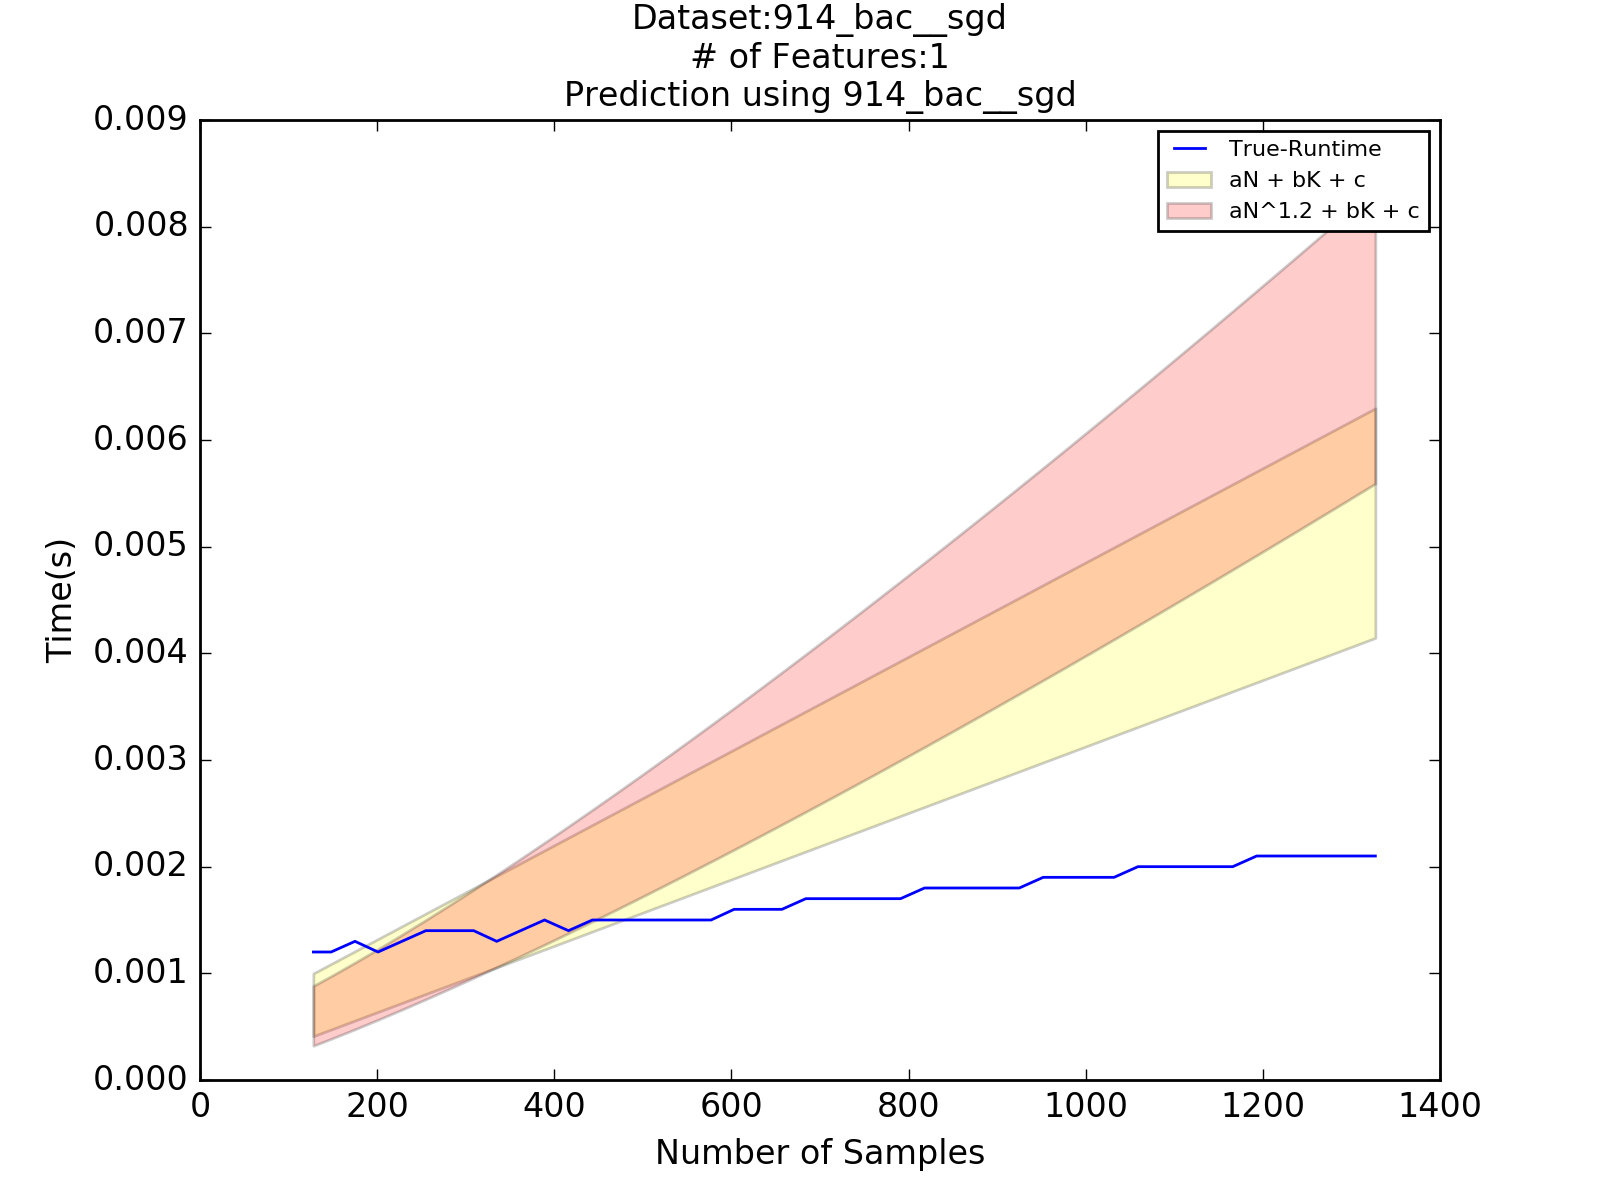 Dataset:914_bac__sgd
# of Features:1
Prediction using 914_bac__sgd
True-Runtime
aN + bK + c
aN^1.2 + bK + c
0.009
0.008
0.007
0.006
0.005
0.004
0.003
0.002
0.001
0.000
Time(s)
0 200 400 600 800 1000 1200 1400
Number of Samples